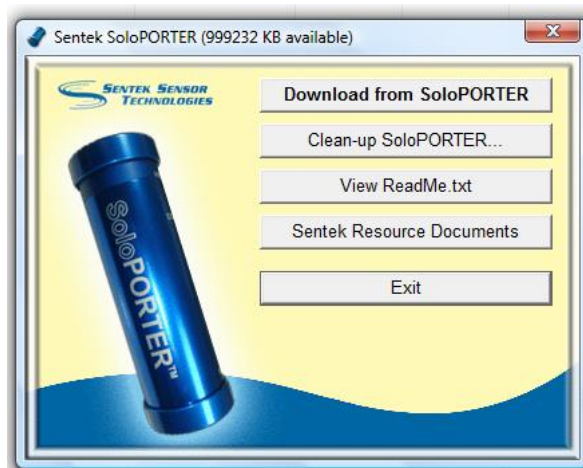 Sentek SoloPORTER (999232 KB available)
SENTEK SENSOR
TECHNOLOGIES
Download from SoloPORTER
Clean-up SoloPORTER...
View ReadMe.txt
Sentek Resource Documents
Exit
SoloPORTER™